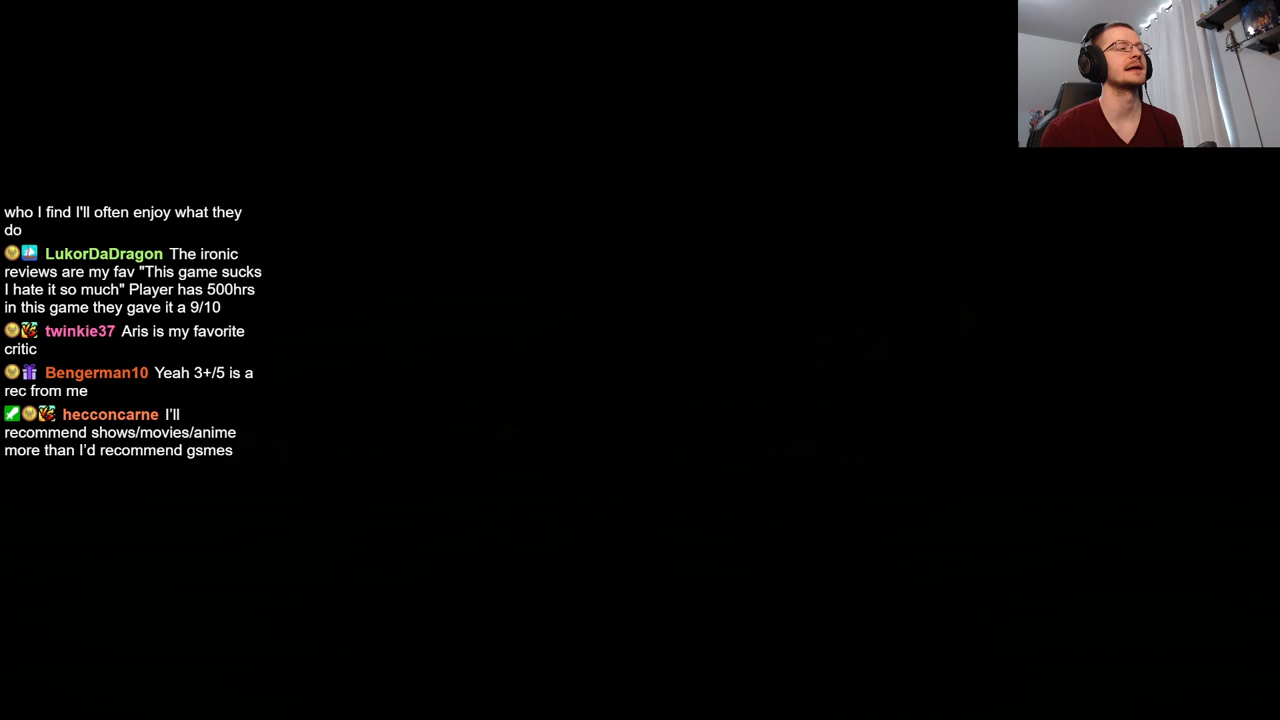 who I find I'll often enjoy what they
do
LukorDaDragon The ironic
reviews are my fav "This game sucks
I hate it so much" Player has 500hrs
in this game they gave it a 9/10
twinkie37 Aris is my favorite
critic
Bengerman10 Yeah 3+/5 is a
rec from me
hecconcarne I'll
recommend shows/movies/anime
more than I'd recommend gsmes